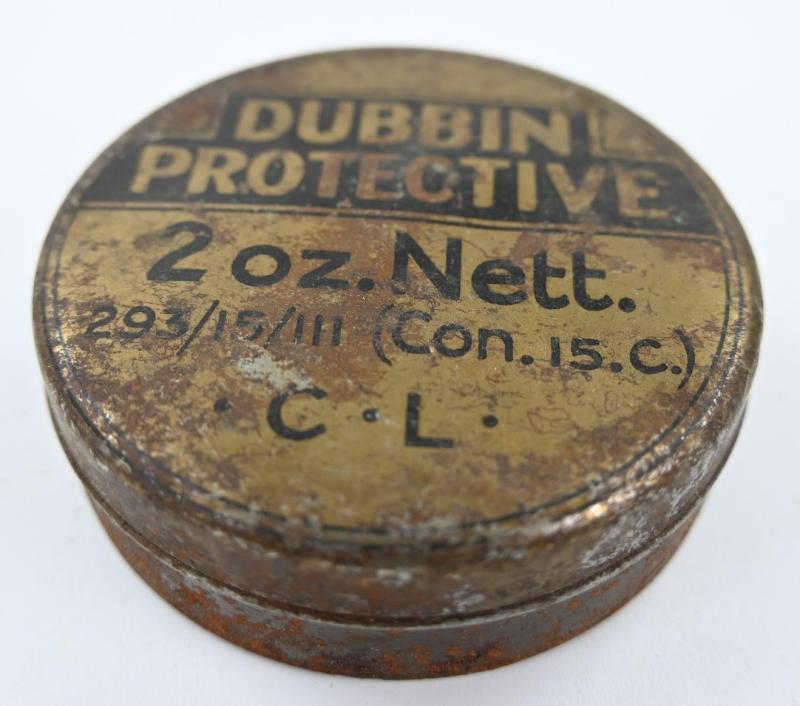 DUBBIN
PROTECTIVE
2 oz. Nett.
293/15/111 (Con. 15. C.)
· C · L ·